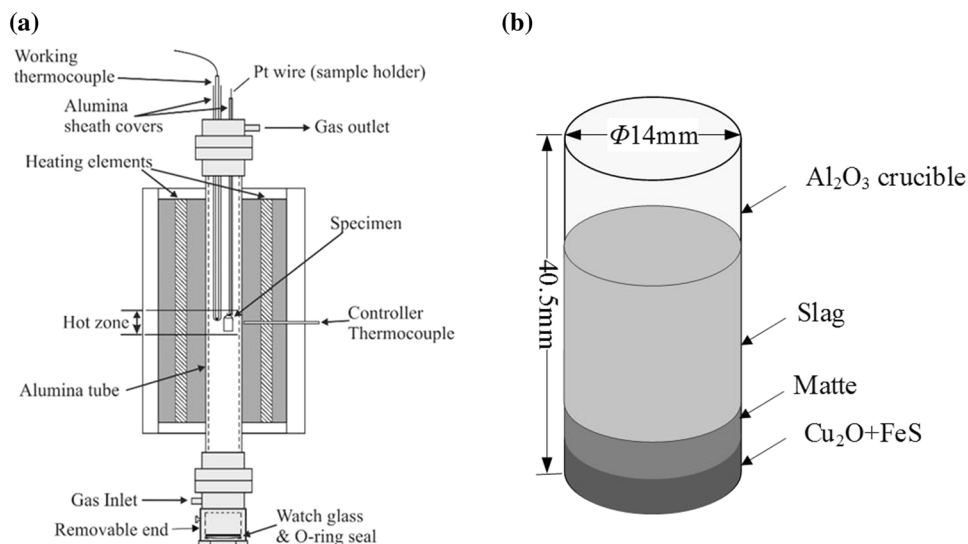 (a)
Working
thermocouple
Pt wire (sample holder)
Alumina
sheath covers
Gas outlet
Heating elements
Specimen
Hot zone
Controller
Thermocouple
Alumina tube
Gas Inlet
Removable end
Watch glass
& O-ring seal
(b)
Φ14mm
40.5mm
Al₂O₃ crucible
Slag
Matte
Cu₂O+FeS